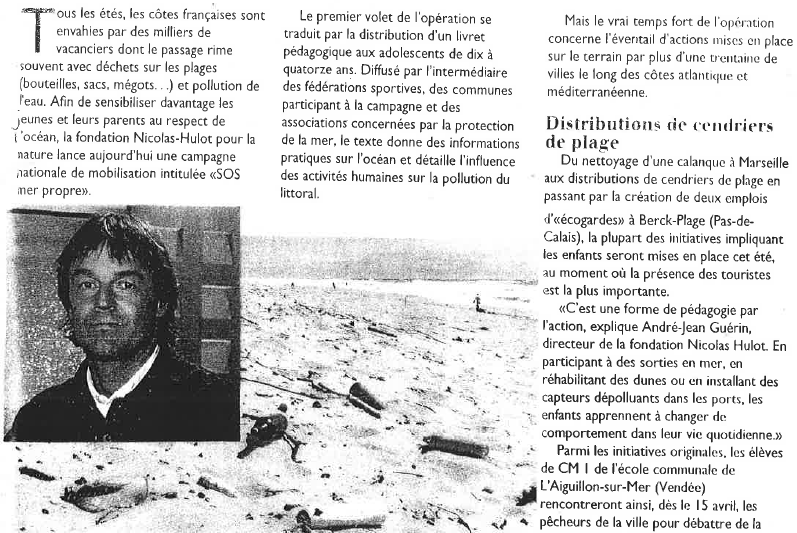 Tous les étés, les côtes françaises sont
envahies par des milliers de
vacanciers dont le passage rime
souvent avec déchets sur les plages
(bouteilles, sacs, mégots...) et pollution de
l'eau. Afin de sensibiliser davantage les
jeunes et leurs parents au respect de
l'océan, la fondation Nicolas-Hulot pour la
nature lance aujourd'hui une campagne
nationale de mobilisation intitulée «SOS
mer propre».
Le premier volet de l'opération se
traduit par la distribution d'un livret
pédagogique aux adolescents de dix à
quatorze ans. Diffusé par l'intermédiaire
des fédérations sportives, des communes
participant à la campagne et des
associations concernées par la protection
de la mer, le texte donne des informations
pratiques sur l'océan et détaille l'influence
des activités humaines sur la pollution du
littoral.
Mais le vrai temps fort de l'opération
concerne l'éventail d'actions mises en place
sur le terrain par plus d'une trentaine de
villes le long des côtes atlantique et
méditerranéenne.
Distributions de cendriers
de plage
Du nettoyage d'une calanque à Marseille
aux distributions de cendriers de plage en
passant par la création de deux emplois
d'«écogardes» à Berck-Plage (Pas-de-
Calais), la plupart des initiatives impliquant
les enfants seront mises en place cet été,
au moment où la présence des touristes
est la plus importante.
«C'est une forme de pédagogie par
l'action, explique André-Jean Guérin,
directeur de la fondation Nicolas Hulot. En
participant à des sorties en mer, en
réhabilitant des dunes ou en installant des
capteurs dépolluants dans les ports, les
enfants apprennent à changer de
comportement dans leur vie quotidienne.»
Parmi les initiatives originales, les élèves
de CM 1 de l'école communale de
L'Aiguillon-sur-Mer (Vendée)
rencontreront ainsi, dès le 15 avril, les
pêcheurs de la ville pour débattre de la